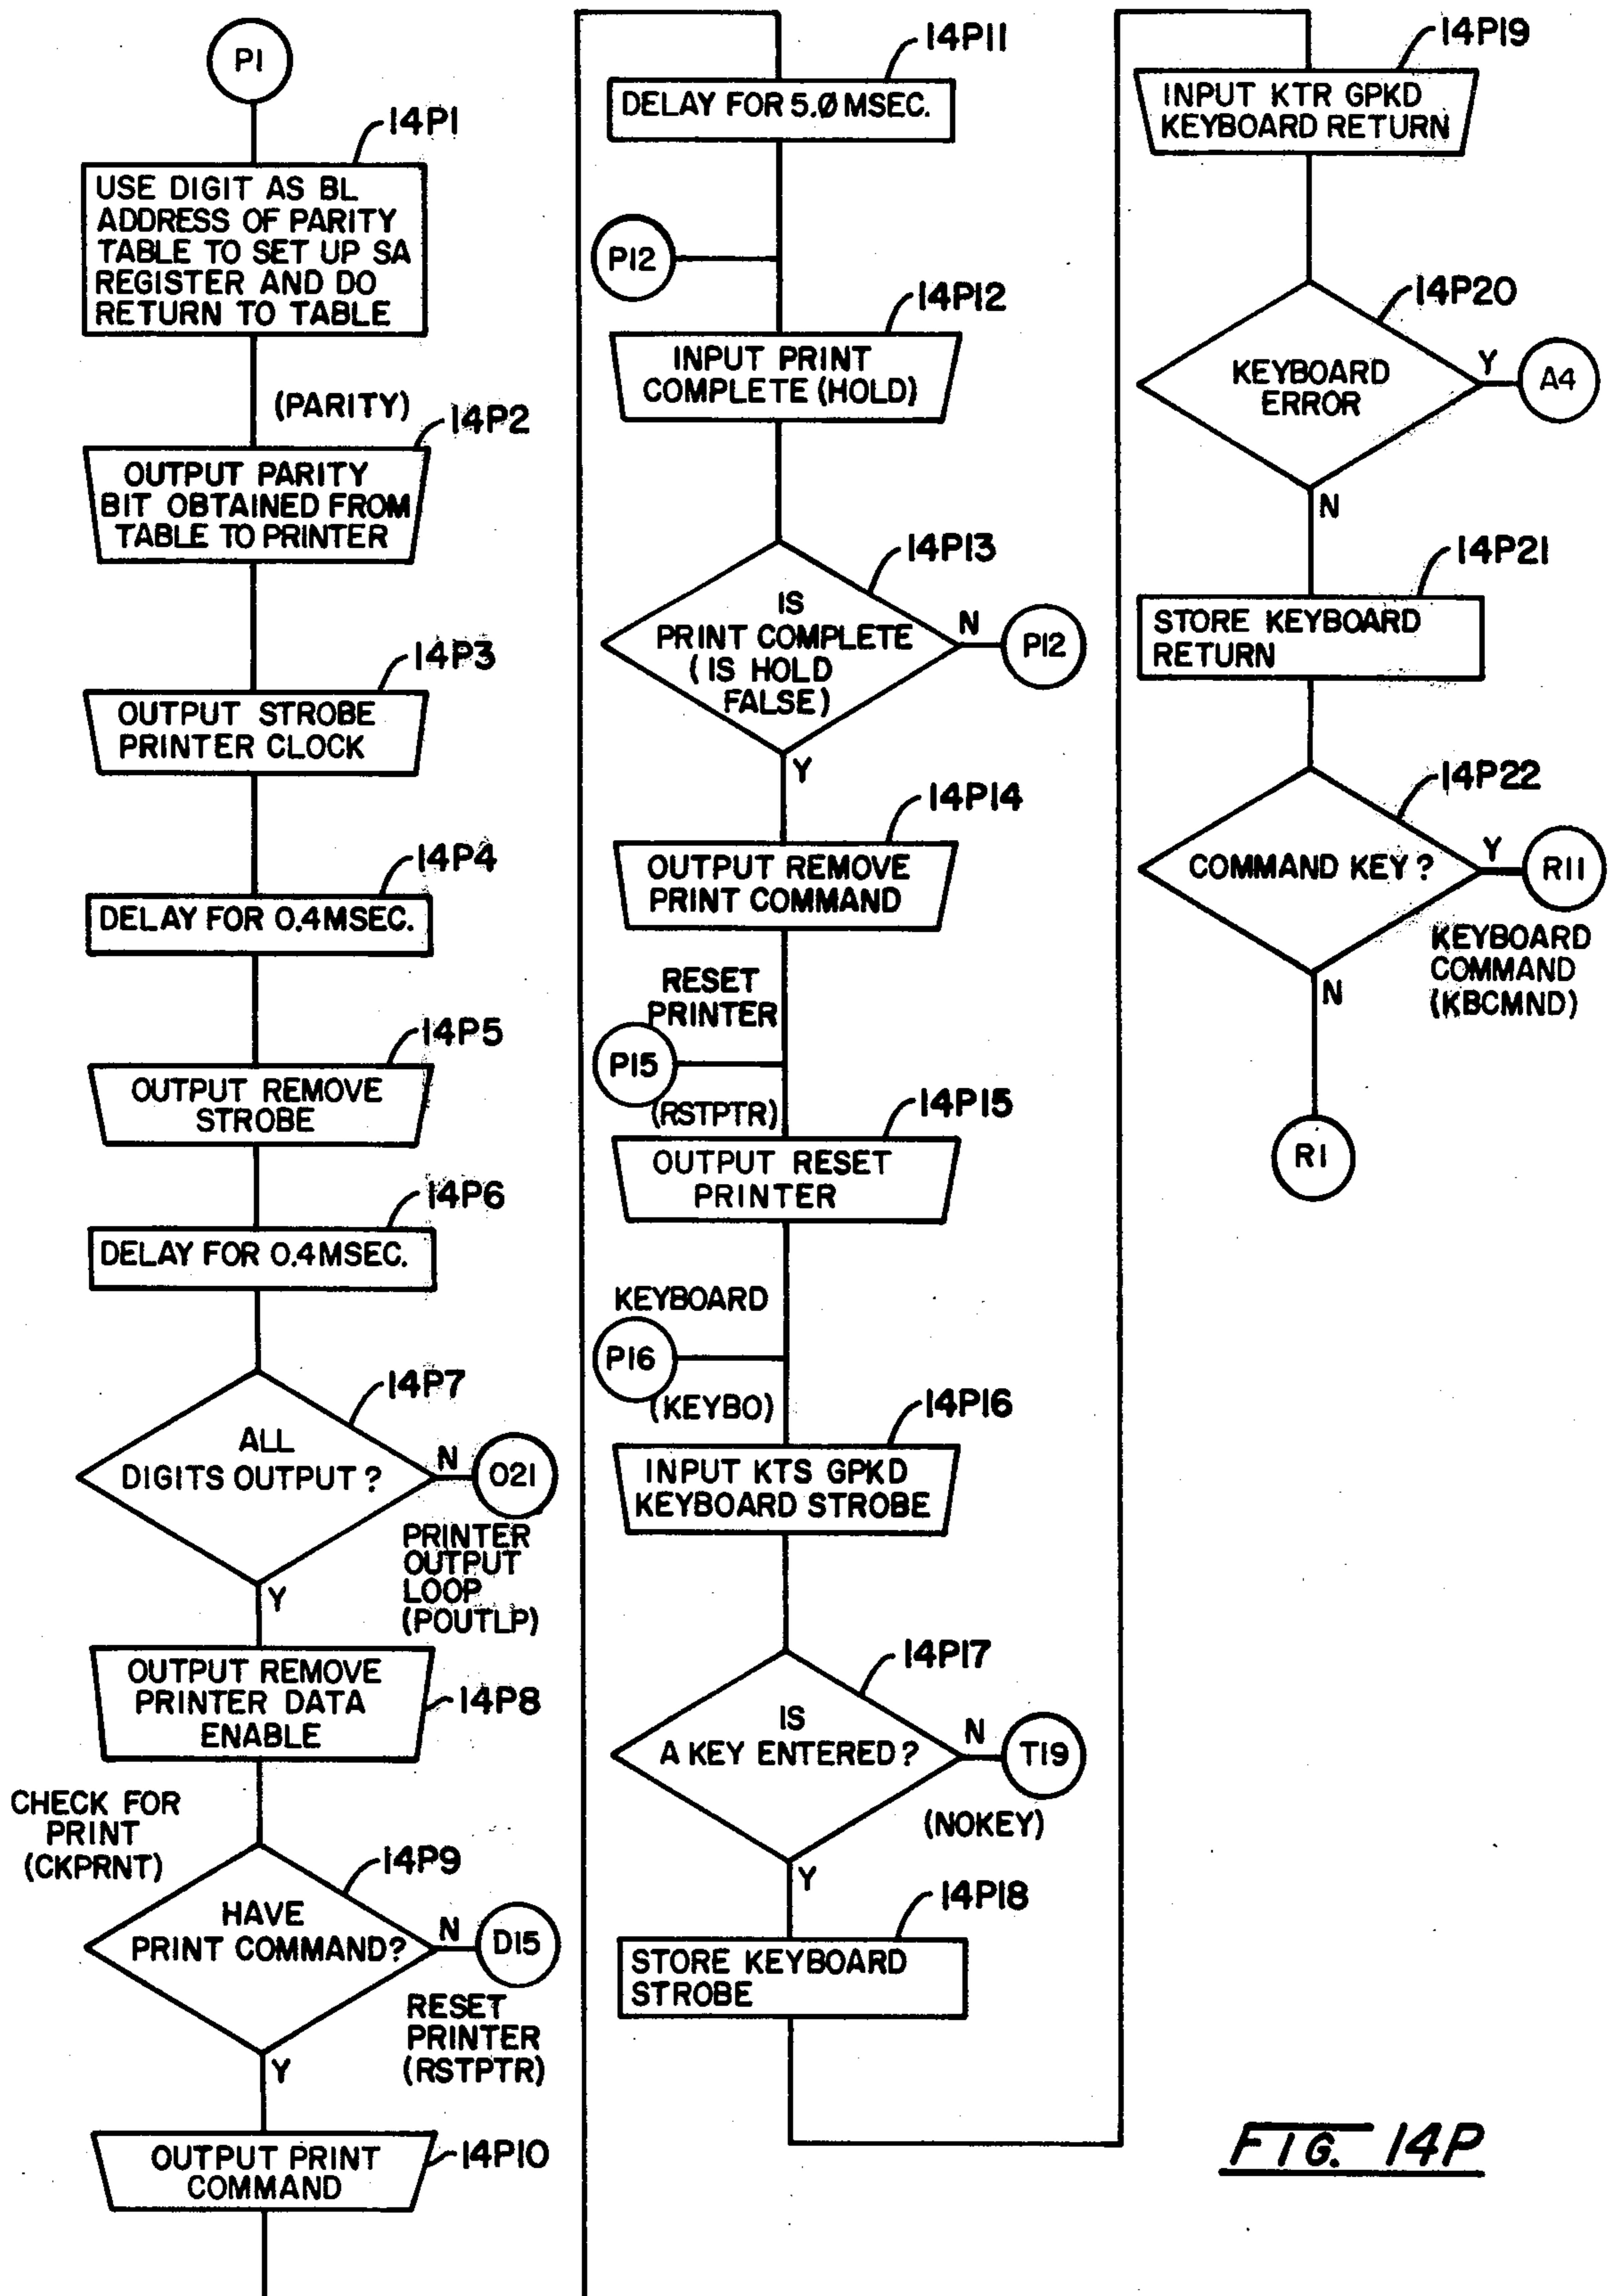 P1
14P1
USE DIGIT AS BL
ADDRESS OF PARITY
TABLE TO SET UP SA
REGISTER AND DO
RETURN TO TABLE
(PARITY)
14P2
OUTPUT PARITY
BIT OBTAINED FROM
TABLE TO PRINTER
14P3
OUTPUT STROBE
PRINTER CLOCK
14P4
DELAY FOR 0.4MSEC.
14P5
OUTPUT REMOVE
STROBE
14P6
DELAY FOR 0.4MSEC.
14P7
ALL
DIGITS OUTPUT ?
N
O21
PRINTER
OUTPUT
LOOP
(POUTLP)
Y
OUTPUT REMOVE
PRINTER DATA
ENABLE
14P8
CHECK FOR
PRINT
(CKPRNT)
14P9
HAVE
PRINT COMMAND?
N
D15
RESET
PRINTER
(RSTPTR)
Y
OUTPUT PRINT
COMMAND
14P10
14P11
DELAY FOR 5.Ø MSEC.
P12
14P12
INPUT PRINT
COMPLETE (HOLD)
14P13
IS
PRINT COMPLETE
( IS HOLD
FALSE)
N
P12
Y
14P14
OUTPUT REMOVE
PRINT COMMAND
RESET
PRINTER
P15
(RSTPTR)
14P15
OUTPUT RESET
PRINTER
KEYBOARD
P16
(KEYBO)
14P16
INPUT KTS GPKD
KEYBOARD STROBE
14P17
IS
A KEY ENTERED ?
N
T19
(NOKEY)
Y
14P18
STORE KEYBOARD
STROBE
14P19
INPUT KTR GPKD
KEYBOARD RETURN
14P20
KEYBOARD
ERROR
Y
A4
N
14P21
STORE KEYBOARD
RETURN
14P22
COMMAND KEY ?
Y
R11
KEYBOARD
COMMAND
(KBCMND)
N
R1
FIG. 14P